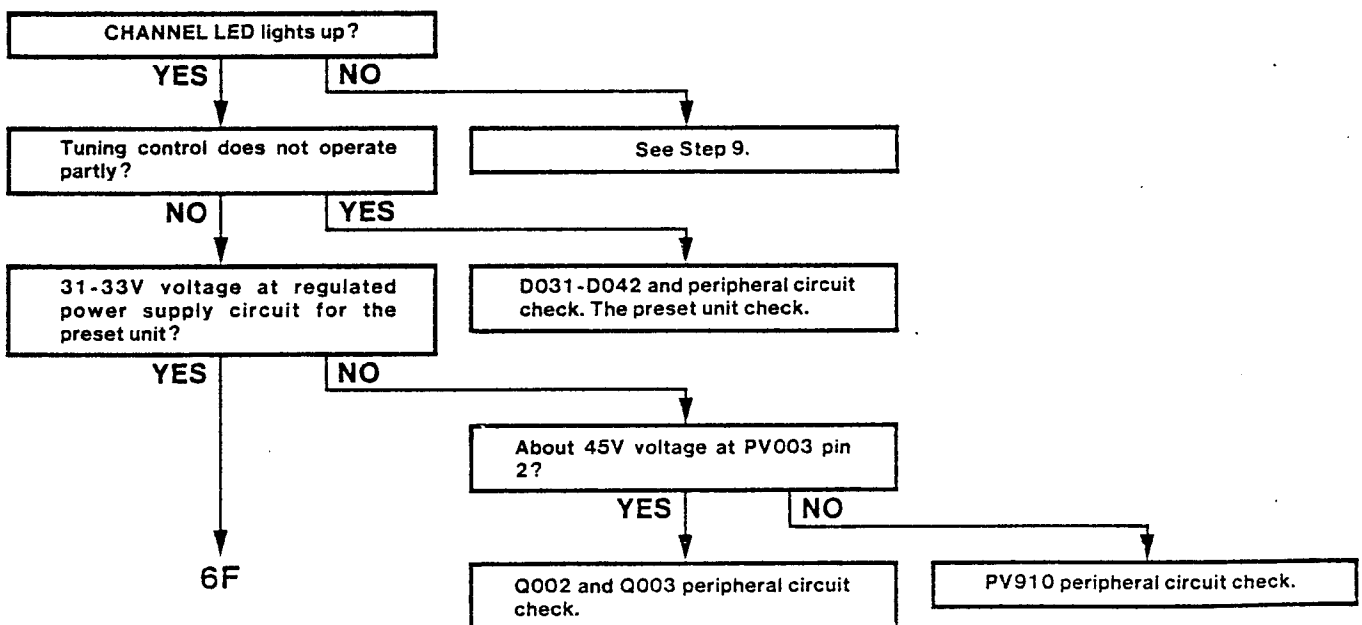 CHANNEL LED lights up?
YES
NO
Tuning control does not operate
partly?
See Step 9.
NO
YES
31-33V voltage at regulated
power supply circuit for the
preset unit?
D031-D042 and peripheral circuit
check. The preset unit check.
YES
NO
About 45V voltage at PV003 pin
2?
YES
NO
6F
Q002 and Q003 peripheral circuit
check.
PV910 peripheral circuit check.